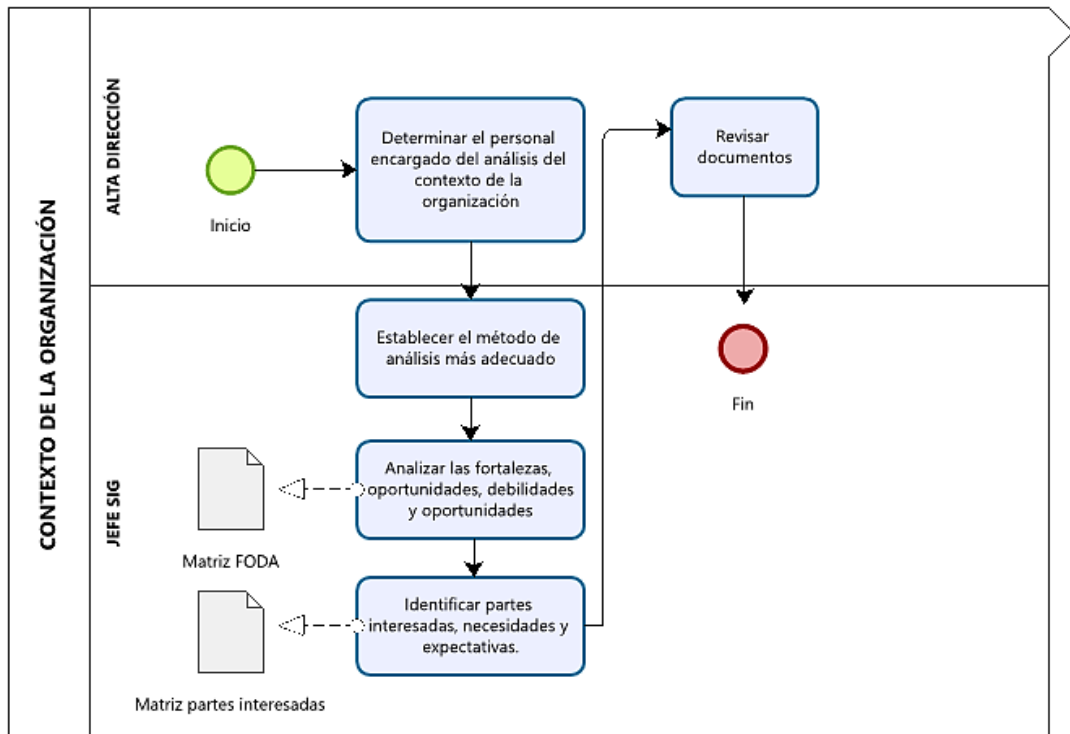 CONTEXTO DE LA ORGANIZACIÓN
ALTA DIRECCIÓN
Inicio
Determinar el personal
encargado del análisis del
contexto de la
organización
Revisar
documentos
JEFE SIG
Establecer el método de
análisis más adecuado
Fin
Analizar las fortalezas,
oportunidades, debilidades
y oportunidades
Matriz FODA
Identificar partes
interesadas, necesidades y
expectativas.
Matriz partes interesadas